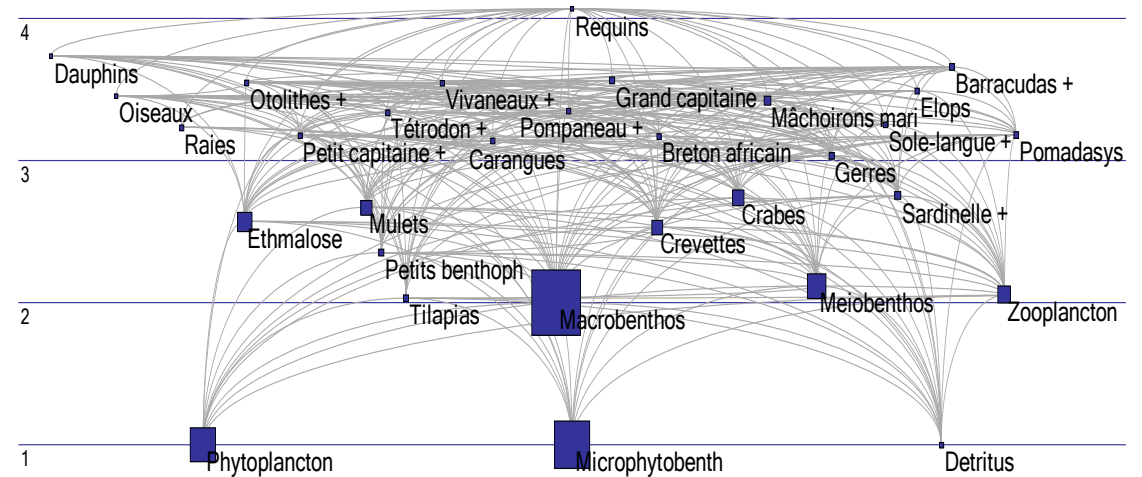 4
Requins
Dauphins
Barracudas +
Otolithes +
Vivaneaux +
Grand capitaine
Elops
Oiseaux
Mâchoirons mari
Tétrodon +
Pompaneau +
Sole-langue +
Raies
Petit capitaine +
Carangues
Breton africain
Pomadasys
3
Gerres
Mulets
Crabes
Sardinelle +
Ethmalose
Crevettes
Petits benthoph
Meiobenthos
2
Tilapias
Macrobenthos
Zooplancton
1
Phytoplancton
Microphytobenth
Detritus